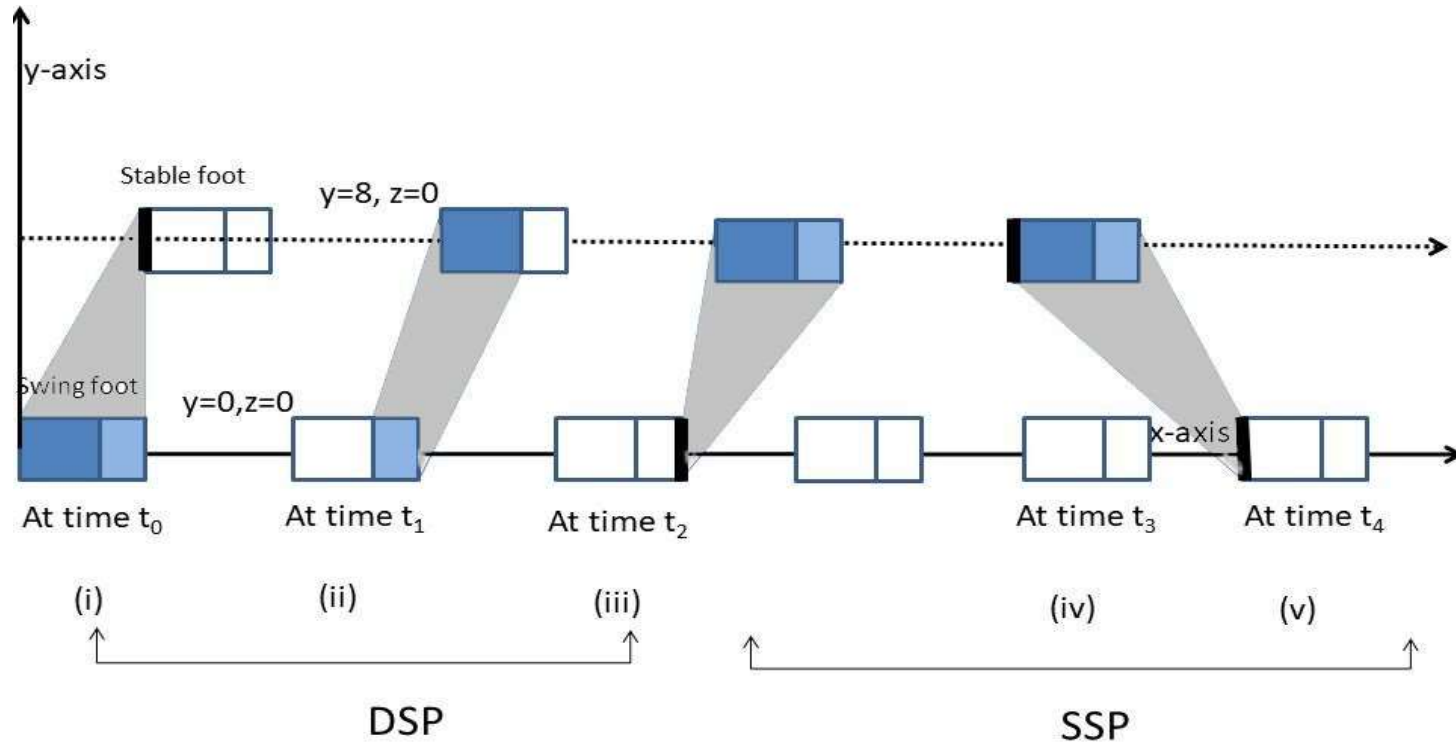 y-axis
Stable foot
y=8, z=0
Swing foot
y=0,z=0
x-axis
At time t₀
At time t₁
At time t₂
At time t₃
At time t₄
(i)
(ii)
(iii)
(iv)
(v)
DSP
SSP